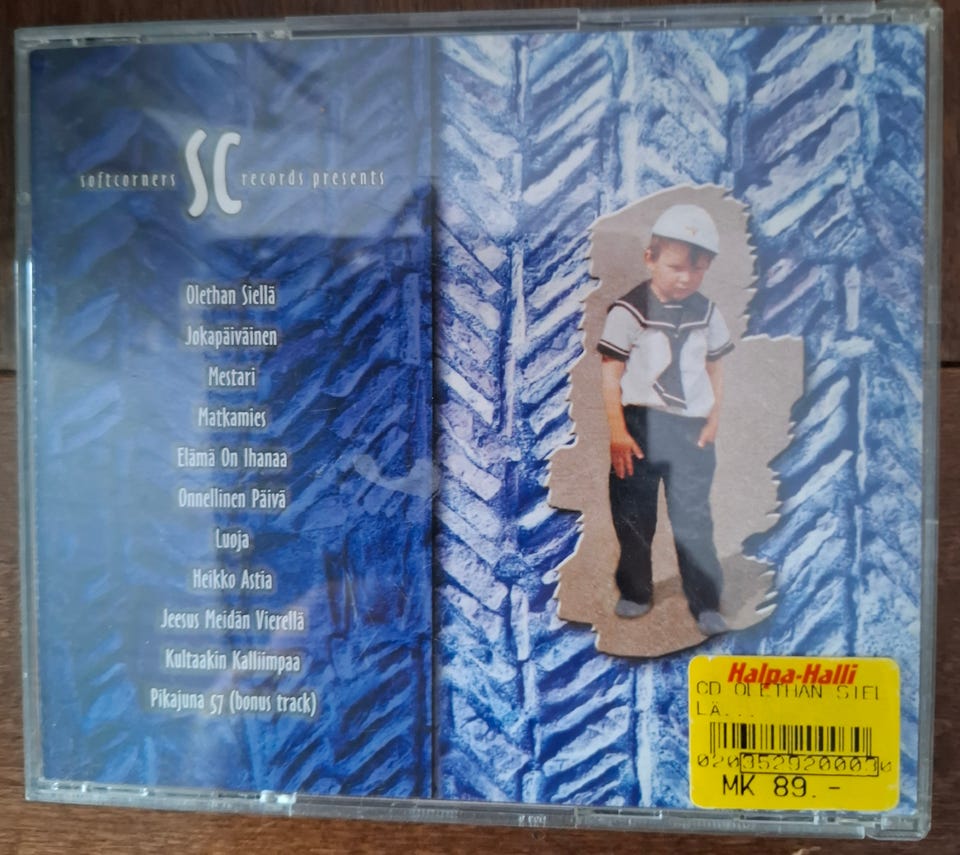 softcorners SC records presents
Olethan Siellä
Jokapäiväinen
Mestari
Matkamies
Elämä On Ihanaa
Onnellinen Päivä
Luoja
Heikko Astia
Jeesus Meidän Vierellä
Kultaakin Kalliimpaa
Pikajuna 57 (bonus track)
Halpa-Halli
CD OLETHAN SIEL
LÄ...
0203529200030
MK 89.-